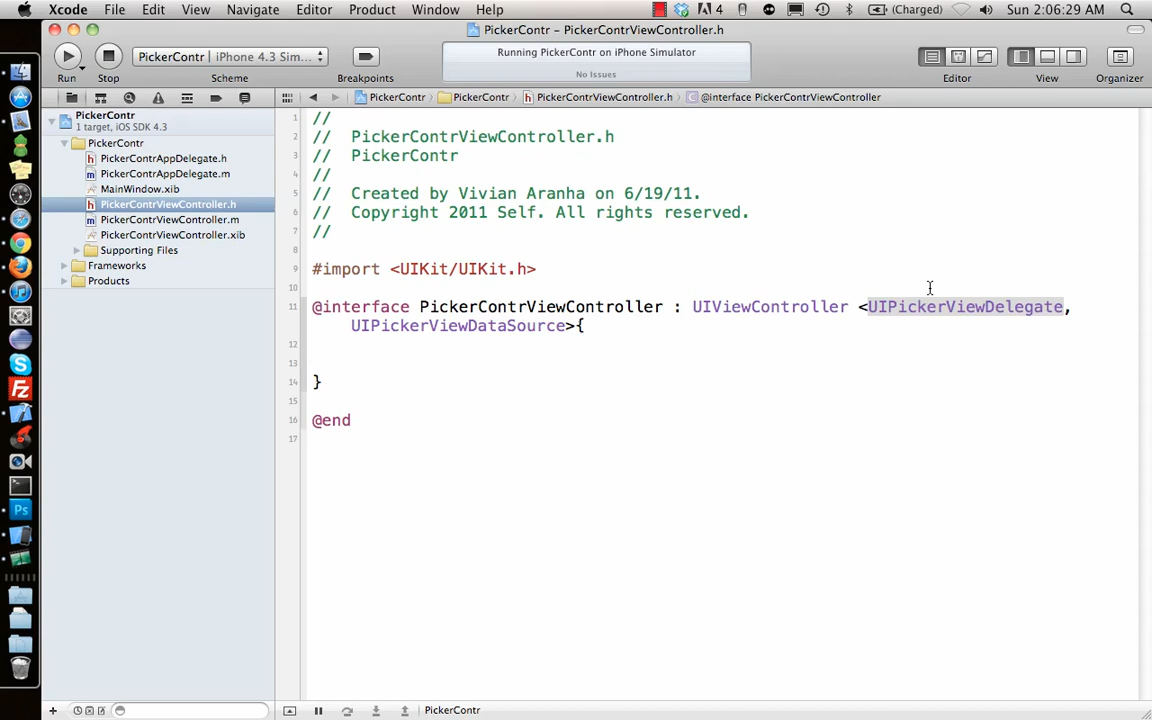 Xcode File Edit View Navigate Editor Product Window Help 4 (Charged) Sun 2:06:29 AM
PickerContr – PickerContrViewController.h
PickerContr | iPhone 4.3 Sim...
Running PickerContr on iPhone Simulator
No Issues
Run Stop Scheme Breakpoints Editor View Organizer
PickerContr PickerContr PickerContrViewController.h @interface PickerContrViewController
PickerContr
1 target, iOS SDK 4.3
PickerContr
PickerContrAppDelegate.h
PickerContrAppDelegate.m
MainWindow.xib
PickerContrViewController.h
PickerContrViewController.m
PickerContrViewController.xib
Supporting Files
Frameworks
Products
1 //
2 // PickerContrViewController.h
3 // PickerContr
4 //
5 // Created by Vivian Aranha on 6/19/11.
6 // Copyright 2011 Self. All rights reserved.
7 //
8
9 #import <UIKit/UIKit.h>
10
11 @interface PickerContrViewController : UIViewController <UIPickerViewDelegate,
UIPickerViewDataSource>{
12
13
14 }
15
16 @end
17
PickerContr